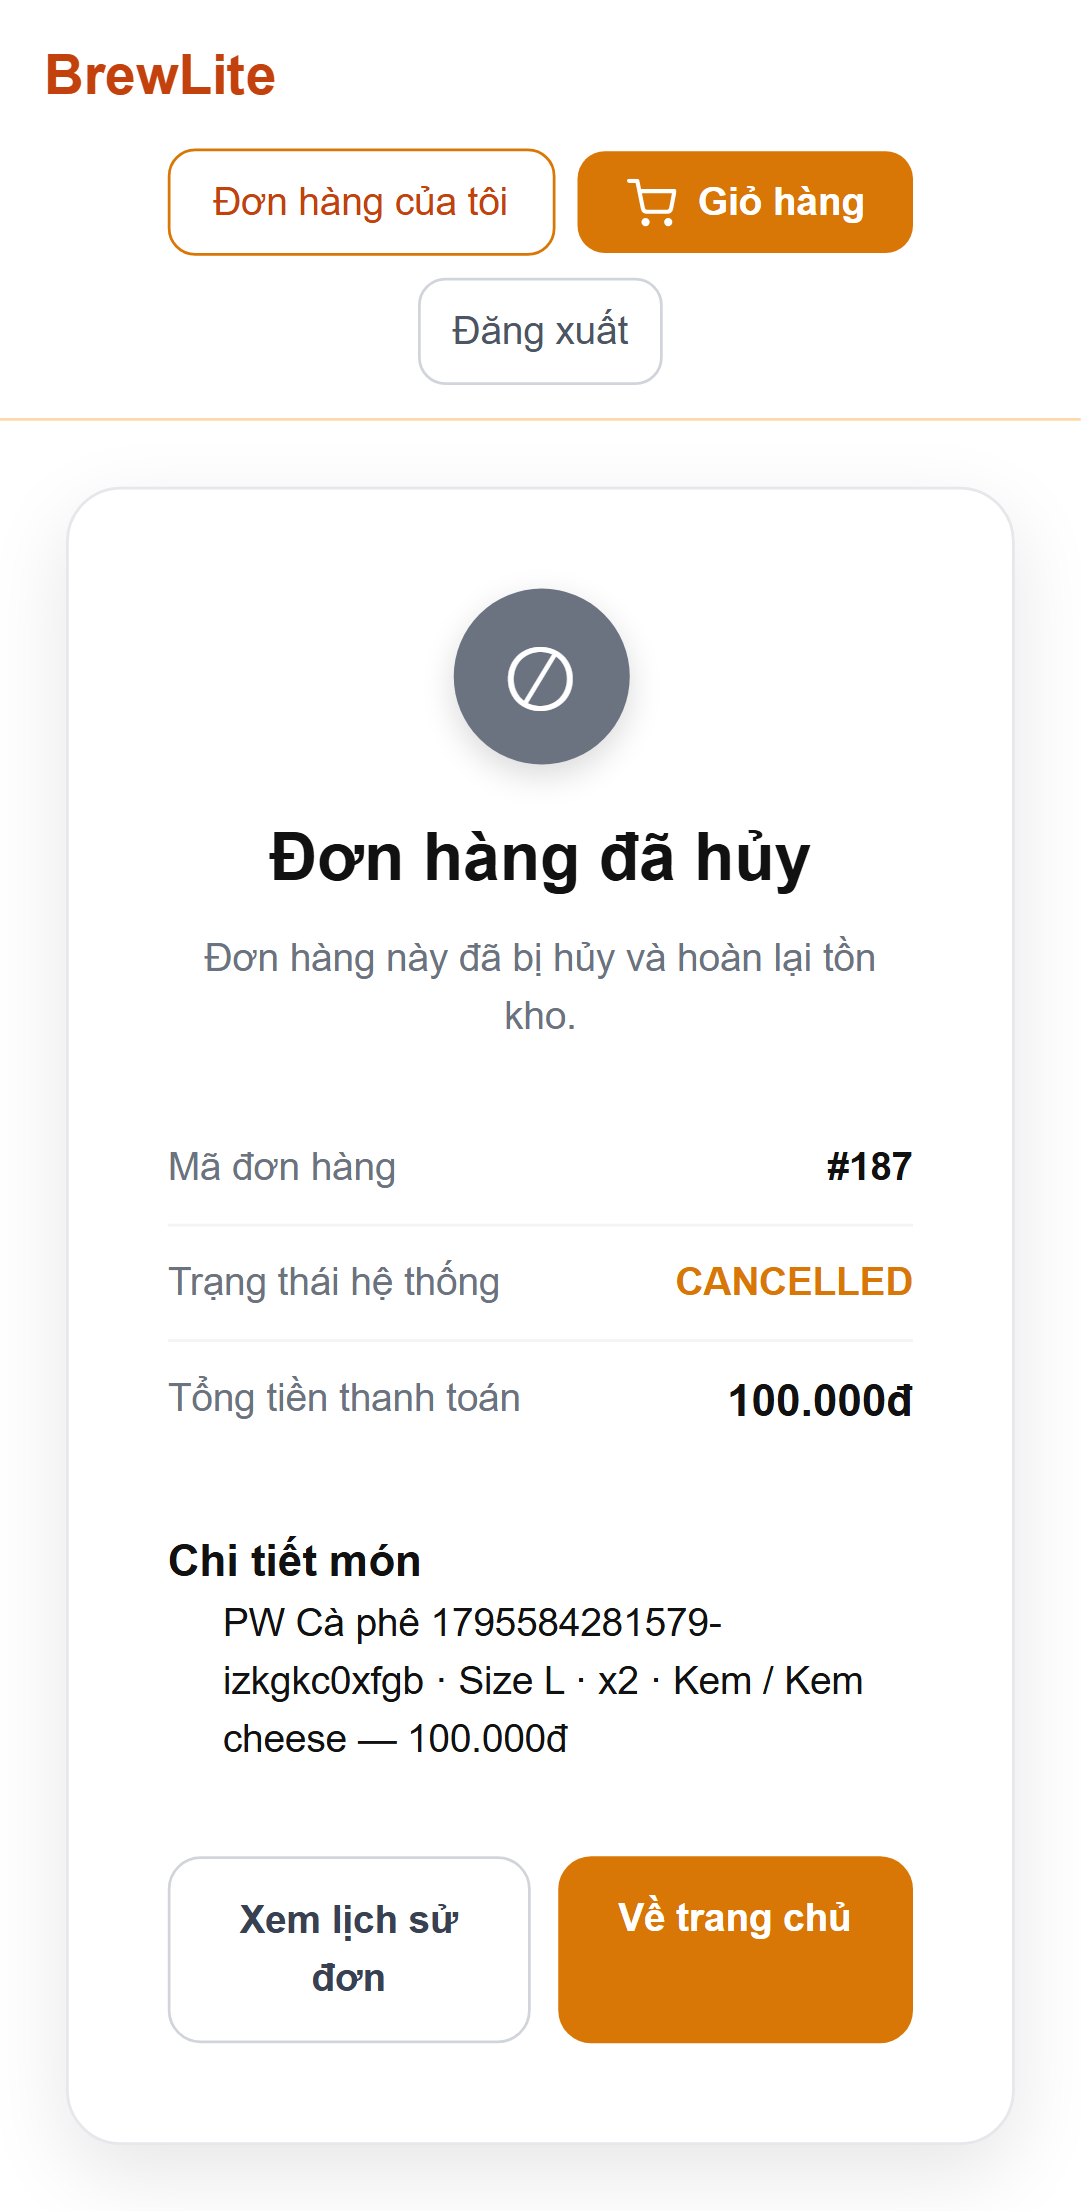 BrewLite
Đơn hàng của tôi
Giỏ hàng
Đăng xuất
Đơn hàng đã hủy
Đơn hàng này đã bị hủy và hoàn lại tồn
kho.
Mã đơn hàng #187
Trạng thái hệ thống CANCELLED
Tổng tiền thanh toán 100.000đ
Chi tiết món
PW Cà phê 1795584281579-
izkgkc0xfgb · Size L · x2 · Kem / Kem
cheese — 100.000đ
Xem lịch sử
đơn
Về trang chủ